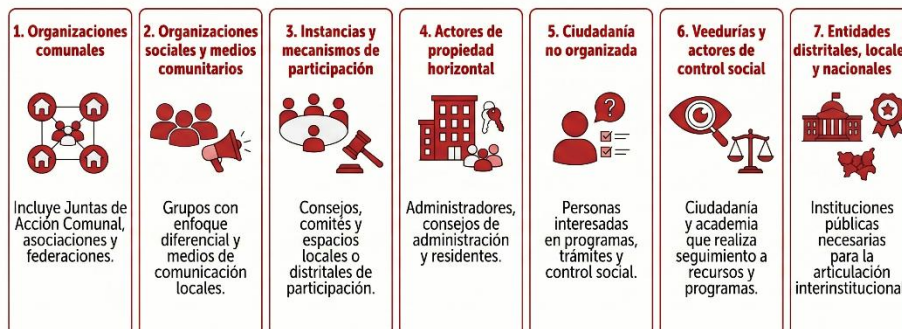 1. Organizaciones
comunales
Incluye Juntas de
Acción Comunal,
asociaciones y
federaciones.
2. Organizaciones
sociales y medios
comunitarios
Grupos con
enfoque
diferencial y
medios de
comunicación
locales.
3. Instancias y
mecanismos de
participación
Consejos,
comités y
espacios
locales o
distritales de
participación.
4. Actores de
propiedad
horizontal
Administradores,
consejos de
administración
y residentes.
5. Ciudadanía
no organizada
Personas
interesadas
en programas,
trámites y
control social.
6. Veedurías y
actores de
control social
Ciudadanía
y academia
que realiza
seguimiento a
recursos y
programas.
7. Entidades
distritales, locale
y nacionales
Instituciones
públicas
necesarias
para la
articulación
interinstitucional